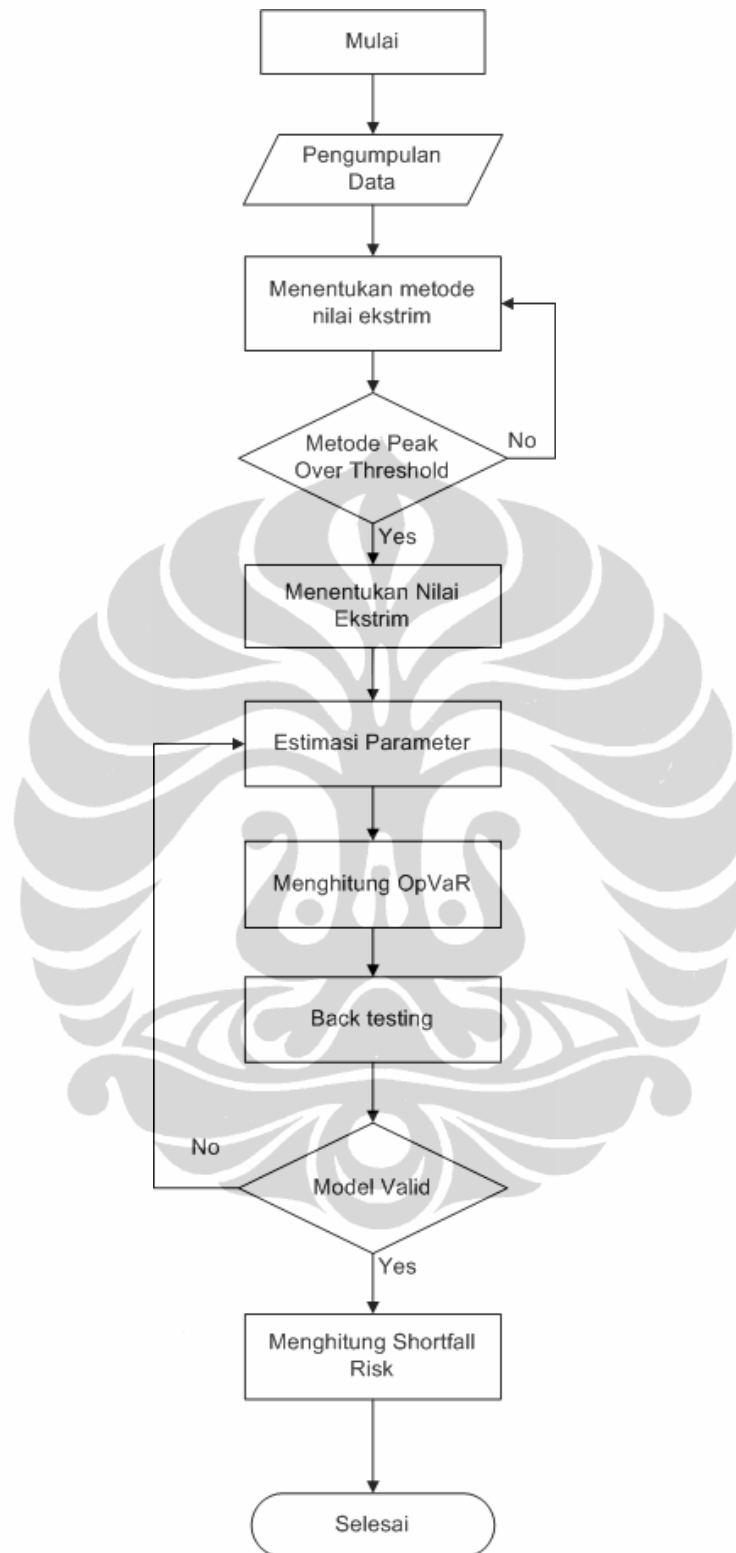 Mulai
Pengumpulan
Data
Menentukan metode
nilai ekstrim
Metode Peak
Over Threshold
No
Yes
Menentukan Nilai
Ekstrim
Estimasi Parameter
Menghitung OpVaR
Back testing
No
Model Valid
Yes
Menghitung Shortfall
Risk
Selesai